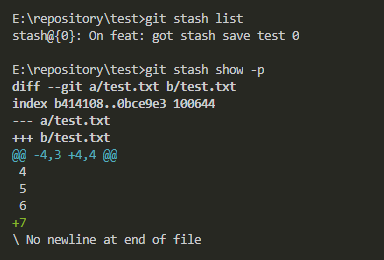 E:\repository\test>git stash list
stash@{0}: On feat: got stash save test 0
E:\repository\test>git stash show -p
diff --git a/test.txt b/test.txt
index b414108..0bce9e3 100644
--- a/test.txt
+++ b/test.txt
@@ -4,3 +4,4 @@
 4
 5
 6
+7
\ No newline at end of file